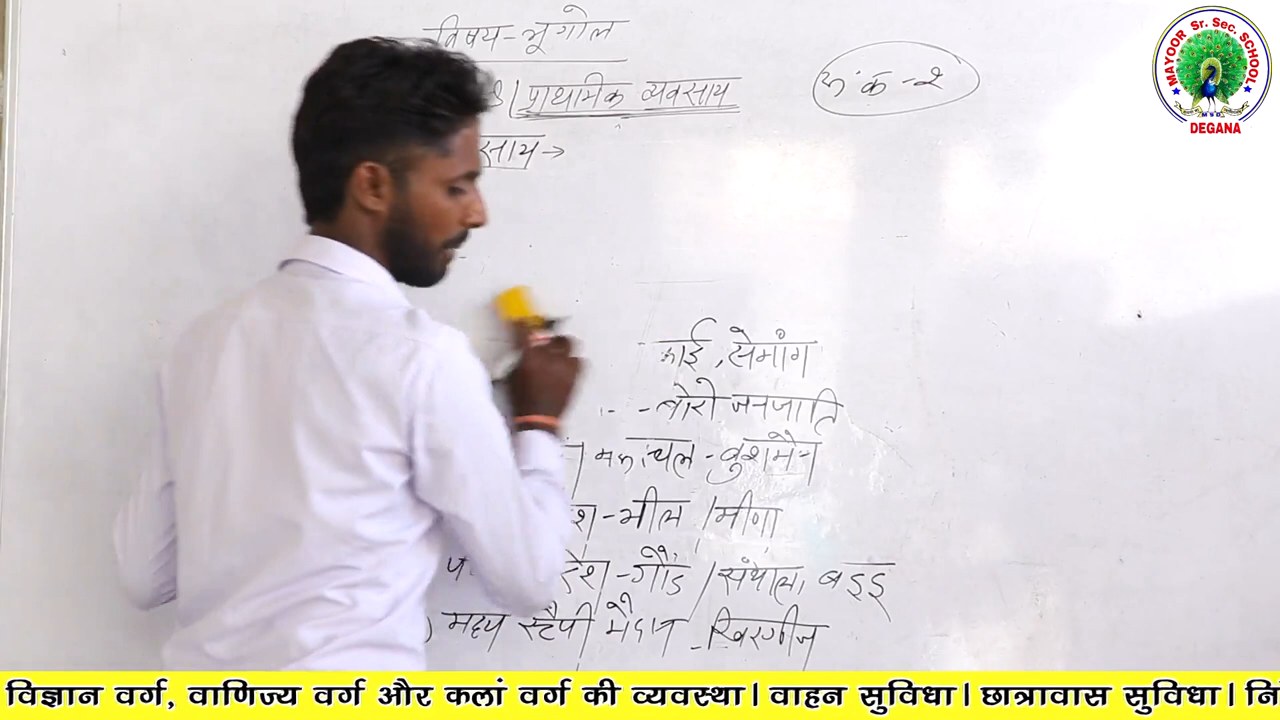 विषय-भूगोल
प्राथमिक व्यवसाय
अंक-2
साय→
काई, सेमांग
- बोरो जनजाति
मरुस्थल - बुशमैन
श-भील / मीणा
देश-गौंड / संथाल, बडइ
मध्य स्टैपी मैदान - खिरगीज
MAYOOR Sr. Sec. SCHOOL
MSD
DEGANA
विज्ञान वर्ग, वाणिज्य वर्ग और कलां वर्ग की व्यवस्था| वाहन सुविधा| छात्रावास सुविधा| नि